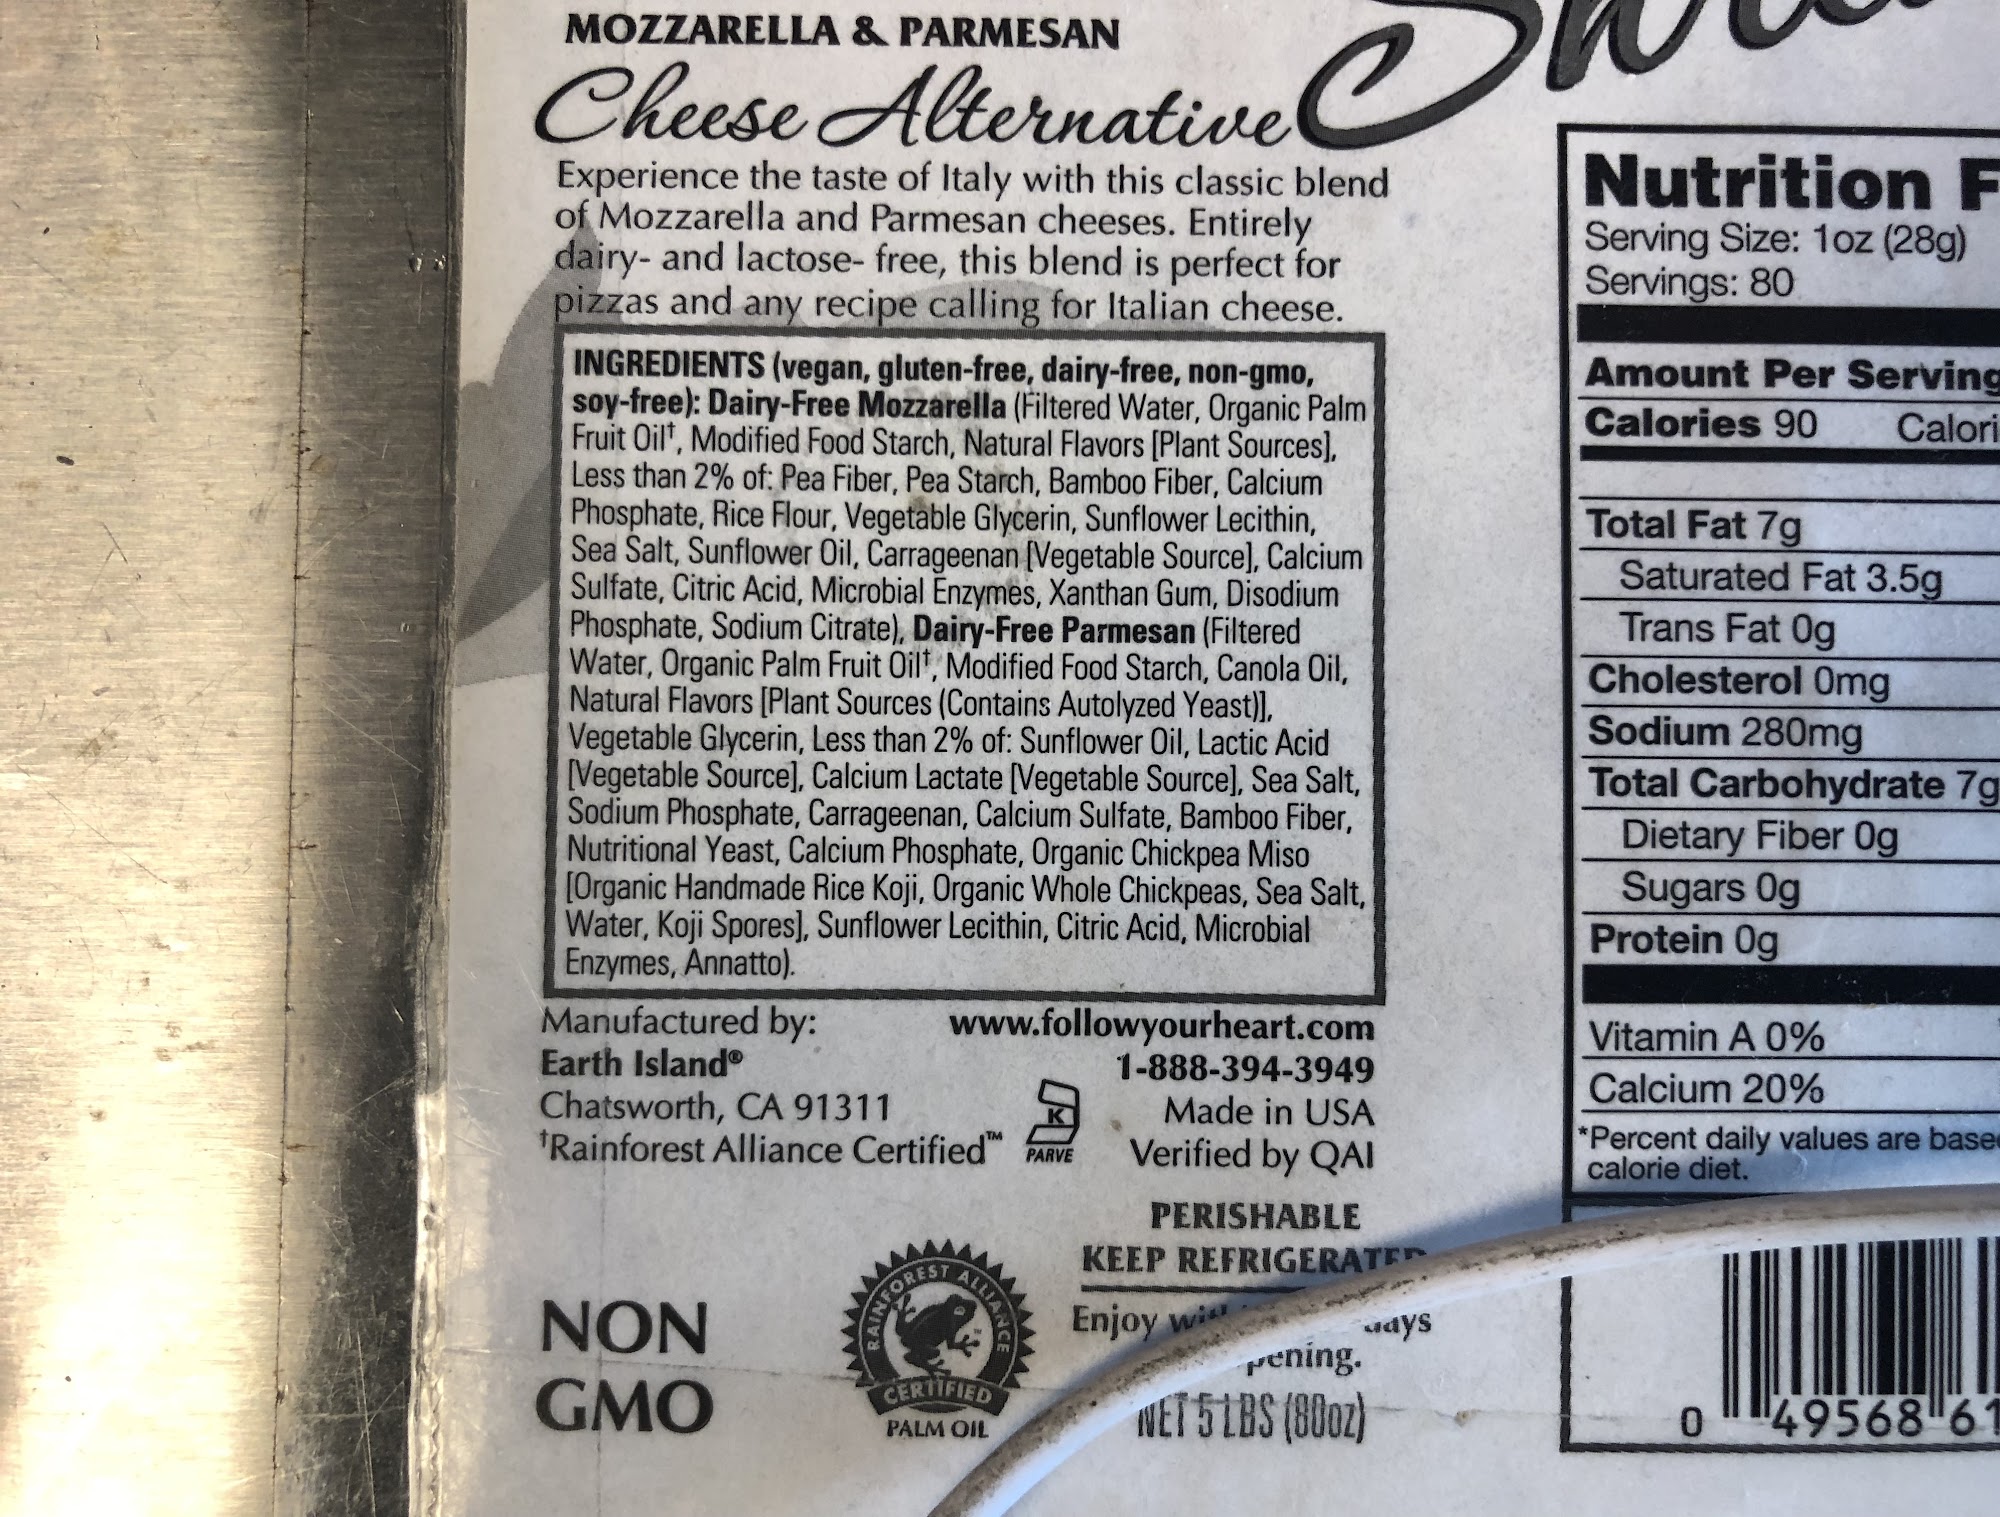 MOZZARELLA & PARMESAN
Cheese Alternative
Experience the taste of Italy with this classic blend
of Mozzarella and Parmesan cheeses. Entirely
dairy- and lactose- free, this blend is perfect for
pizzas and any recipe calling for Italian cheese.
INGREDIENTS (vegan, gluten-free, dairy-free, non-gmo,
soy-free): Dairy-Free Mozzarella (Filtered Water, Organic Palm
Fruit Oil†, Modified Food Starch, Natural Flavors [Plant Sources],
Less than 2% of: Pea Fiber, Pea Starch, Bamboo Fiber, Calcium
Phosphate, Rice Flour, Vegetable Glycerin, Sunflower Lecithin,
Sea Salt, Sunflower Oil, Carrageenan [Vegetable Source], Calcium
Sulfate, Citric Acid, Microbial Enzymes, Xanthan Gum, Disodium
Phosphate, Sodium Citrate), Dairy-Free Parmesan (Filtered
Water, Organic Palm Fruit Oil†, Modified Food Starch, Canola Oil,
Natural Flavors [Plant Sources (Contains Autolyzed Yeast)],
Vegetable Glycerin, Less than 2% of: Sunflower Oil, Lactic Acid
[Vegetable Source], Calcium Lactate [Vegetable Source], Sea Salt,
Sodium Phosphate, Carrageenan, Calcium Sulfate, Bamboo Fiber,
Nutritional Yeast, Calcium Phosphate, Organic Chickpea Miso
[Organic Handmade Rice Koji, Organic Whole Chickpeas, Sea Salt,
Water, Koji Spores], Sunflower Lecithin, Citric Acid, Microbial
Enzymes, Annatto).
Manufactured by:
Earth Island®
Chatsworth, CA 91311
†Rainforest Alliance Certified™
K
PARVE
www.followyourheart.com
1-888-394-3949
Made in USA
Verified by QAI
PERISHABLE
KEEP REFRIGERATED
Enjoy
days
NET 5 LBS (80oz)
NON
GMO
RAINFOREST ALLIANCE
CERTIFIED
PALM OIL
Nutrition F
Serving Size: 1oz (28g)
Servings: 80
Amount Per Serving
Calories 90 Calori
Total Fat 7g
Saturated Fat 3.5g
Trans Fat 0g
Cholesterol 0mg
Sodium 280mg
Total Carbohydrate 7g
Dietary Fiber 0g
Sugars 0g
Protein 0g
Vitamin A 0%
Calcium 20%
*Percent daily values are base
calorie diet.
0 49568 61